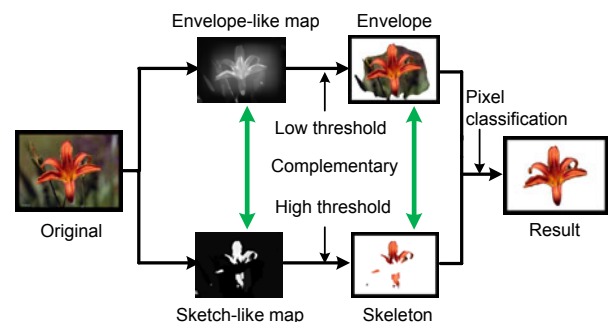 Envelope-like map
Envelope
Pixel
classification
Low threshold
Complementary
High threshold
Original
Result
Sketch-like map
Skeleton